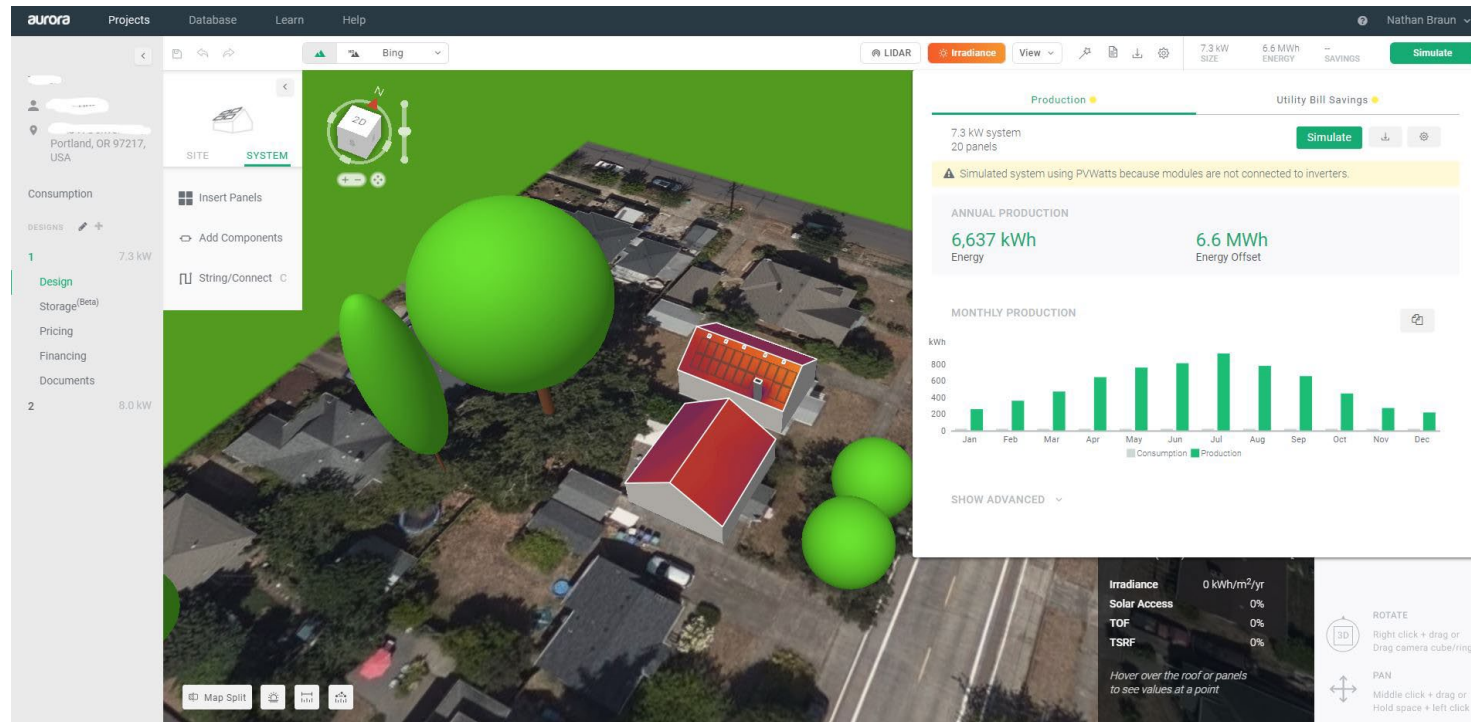 aurora
Projects
Database
Learn
Help
Nathan Braun
Bing
LIDAR
Irradiance
View
7.3 kW
SIZE
6.6 MWh
ENERGY
--
SAVINGS
Simulate
Portland, OR 97217,
USA
Consumption
DESIGNS
1 7.3 kW
Design
Storage(Beta)
Pricing
Financing
Documents
2 8.0 kW
SITE SYSTEM
Insert Panels
Add Components
String/Connect C
N
2D
Production
Utility Bill Savings
7.3 kW system
20 panels
Simulate
Simulated system using PVWatts because modules are not connected to inverters.
ANNUAL PRODUCTION
6,637 kWh
Energy
6.6 MWh
Energy Offset
MONTHLY PRODUCTION
kWh
800
600
400
200
0
Jan Feb Mar Apr May Jun Jul Aug Sep Oct Nov Dec
Consumption Production
SHOW ADVANCED
Irradiance 0 kWh/m²/yr
Solar Access 0%
TOF 0%
TSRF 0%
Hover over the roof or panels
to see values at a point
3D
ROTATE
Right click + drag or
Drag camera cube/ring
PAN
Middle click + drag or
Hold space + left click
Map Split